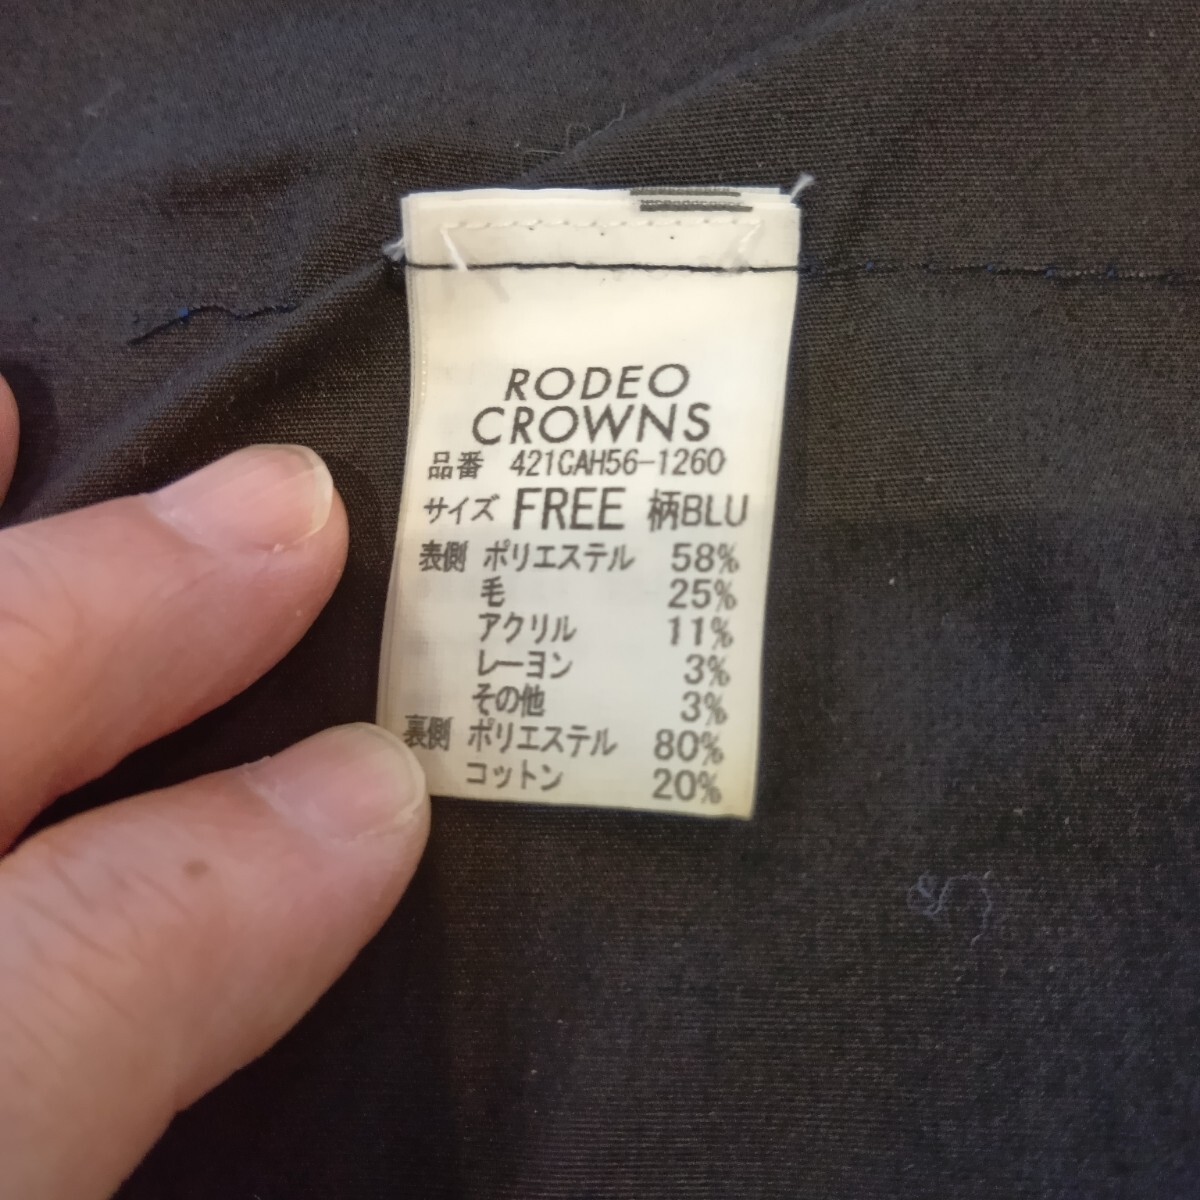 RODEO
CROWNS
品番 421CAH56-1260
サイズ FREE 柄BLU
表側 ポリエステル 58%
毛 25%
アクリル 11%
レーヨン 3%
その他 3%
裏側 ポリエステル 80%
コットン 20%